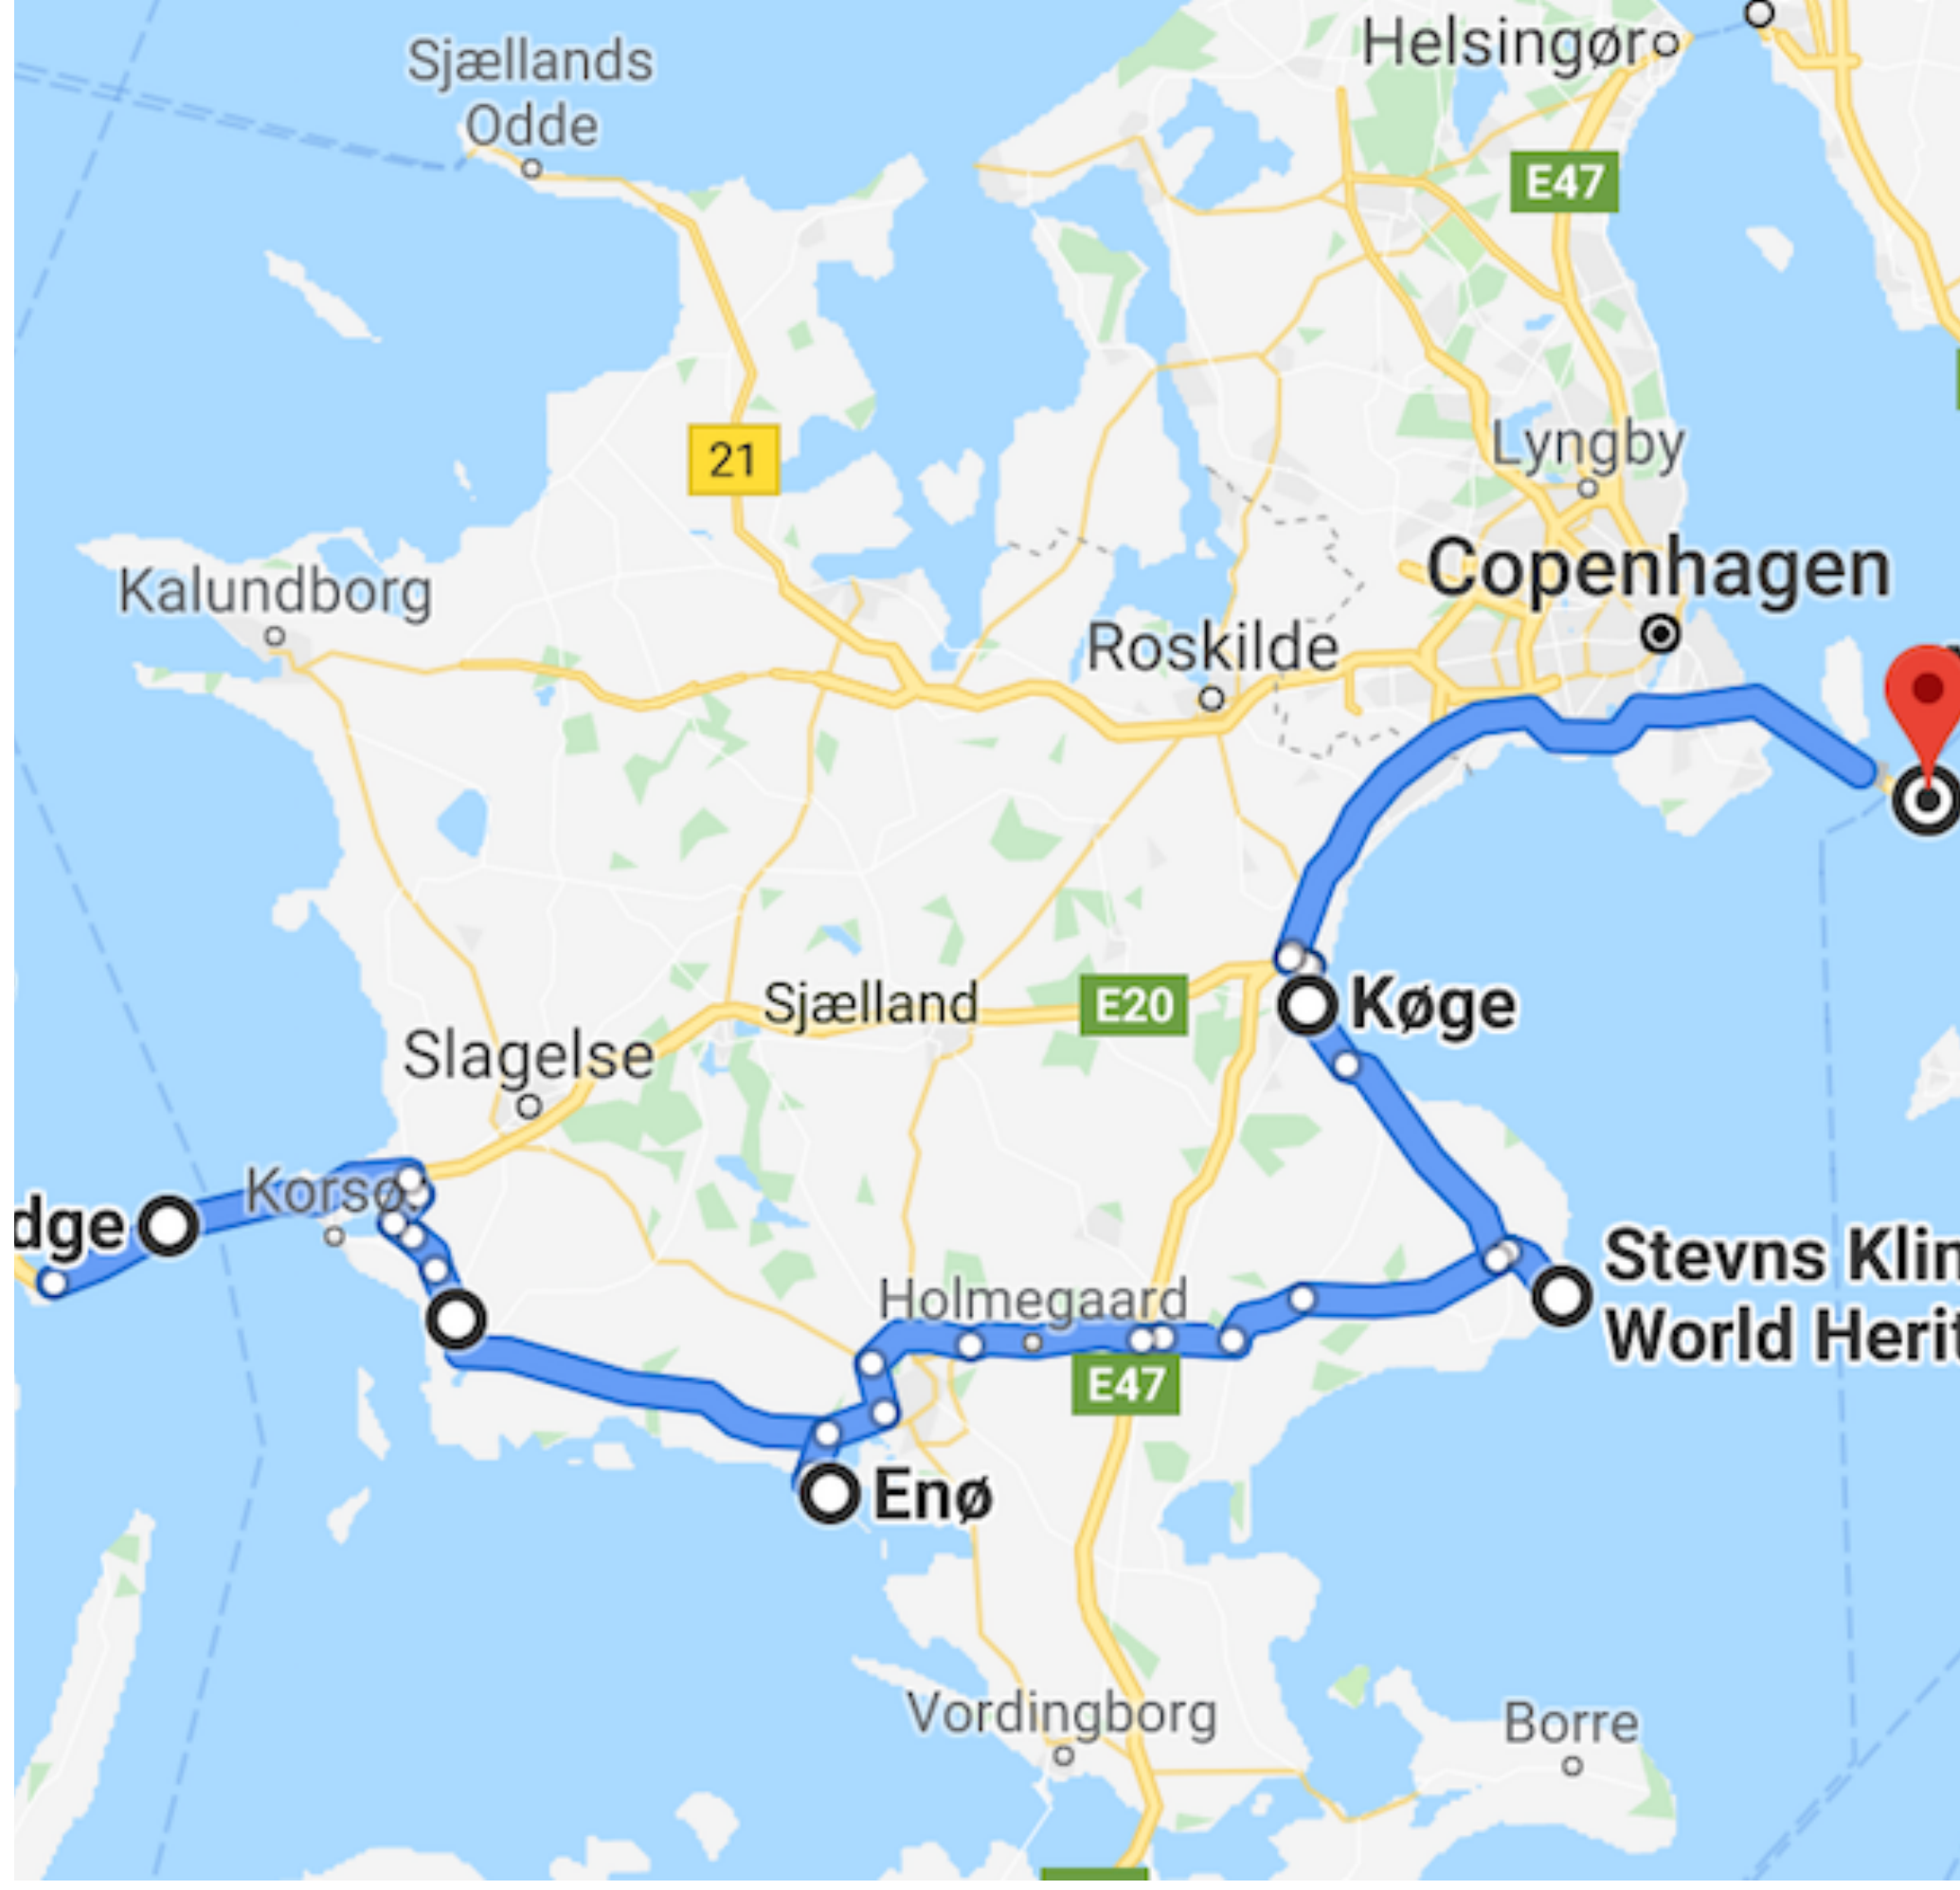 Sjællands
Odde
Helsingør
E47
21
Lyngby
Copenhagen
Kalundborg
Roskilde
Sjælland
E20
Køge
Slagelse
Korsø
dge
Stevns Klin
World Herit
Holmegaard
E47
Enø
Vordingborg
Borre